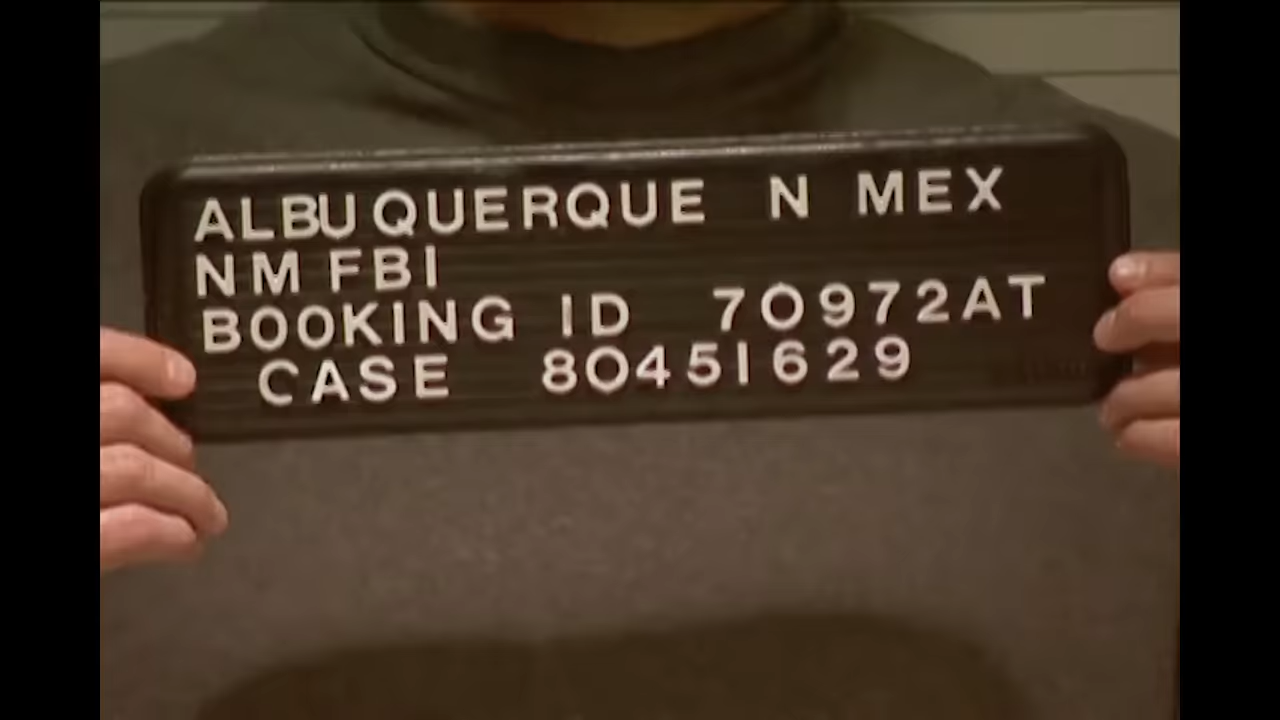 ALBUQUERQUE N MEX
NM FBI
BOOKING ID 70972AT
CASE 80451629